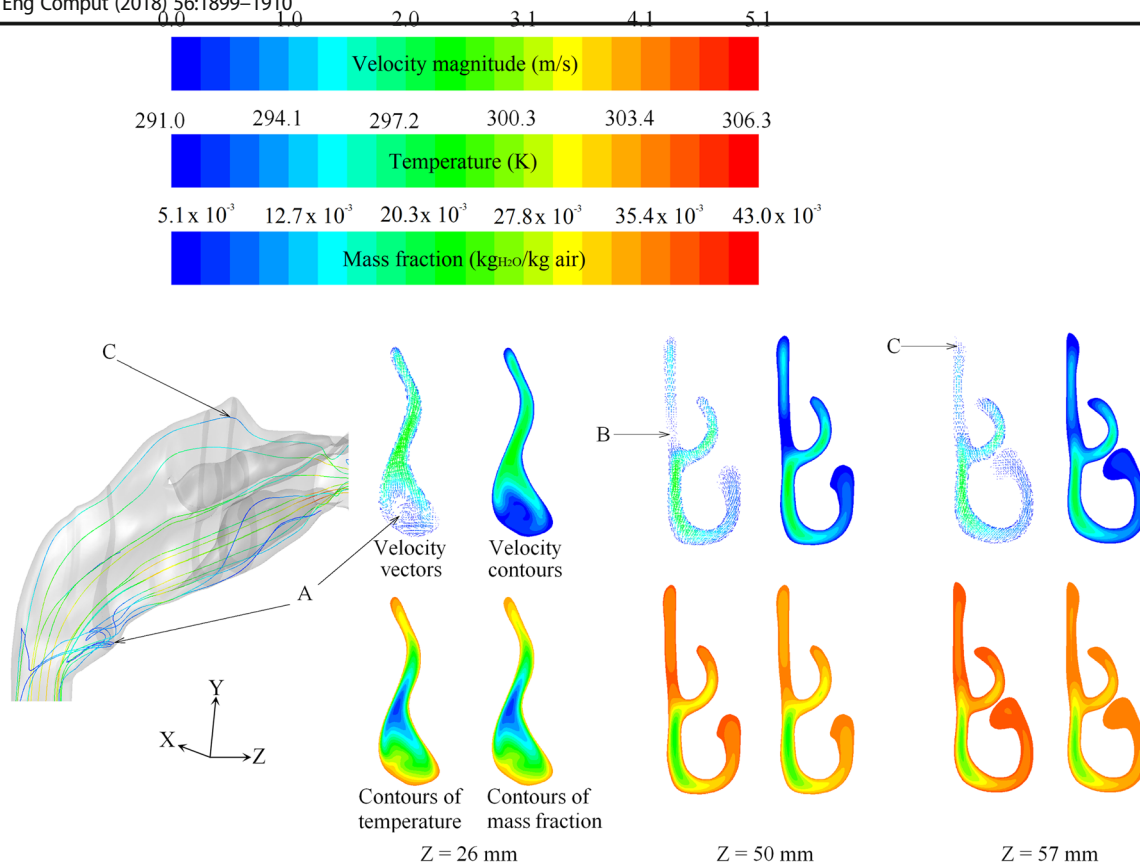 Eng Comput (2018) 56:1899–1910
0.0 1.0 2.0 3.1 4.1 5.1
Velocity magnitude (m/s)
291.0 294.1 297.2 300.3 303.4 306.3
Temperature (K)
5.1 x 10⁻³ 12.7 x 10⁻³ 20.3 x 10⁻³ 27.8 x 10⁻³ 35.4 x 10⁻³ 43.0 x 10⁻³
Mass fraction (kgH₂O/kg air)
C
C
B
Velocity
vectors
Velocity
contours
A
Y
X
Z
Contours of
temperature
Contours of
mass fraction
Z = 26 mm
Z = 50 mm
Z = 57 mm